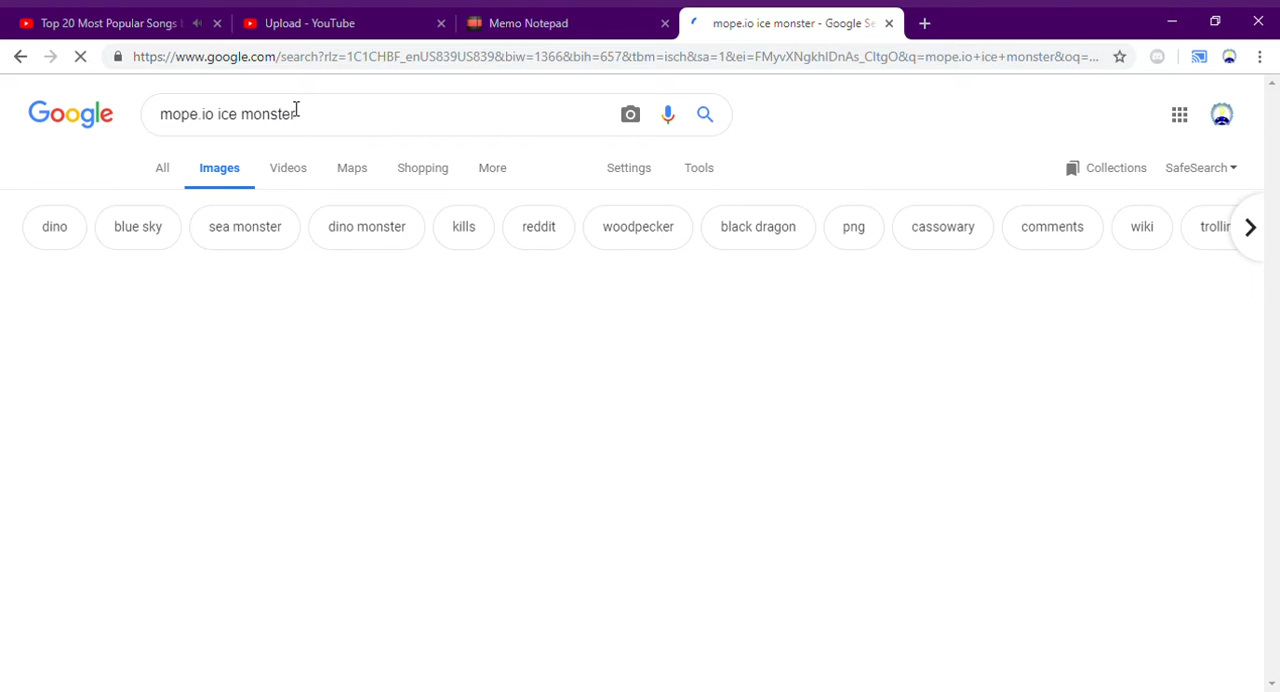 Top 20 Most Popular Songs
Upload - YouTube
Memo Notepad
mope.io ice monster - Google Se
https://www.google.com/search?rlz=1C1CHBF_enUS839US839&biw=1366&bih=657&tbm=isch&sa=1&ei=FMyvXNgkhIDnAs_CItgO&q=mope.io+ice+monster&oq=...
Google
mope.io ice monster
All Images Videos Maps Shopping More Settings Tools Collections SafeSearch
dino blue sky sea monster dino monster kills reddit woodpecker black dragon png cassowary comments wiki trollin